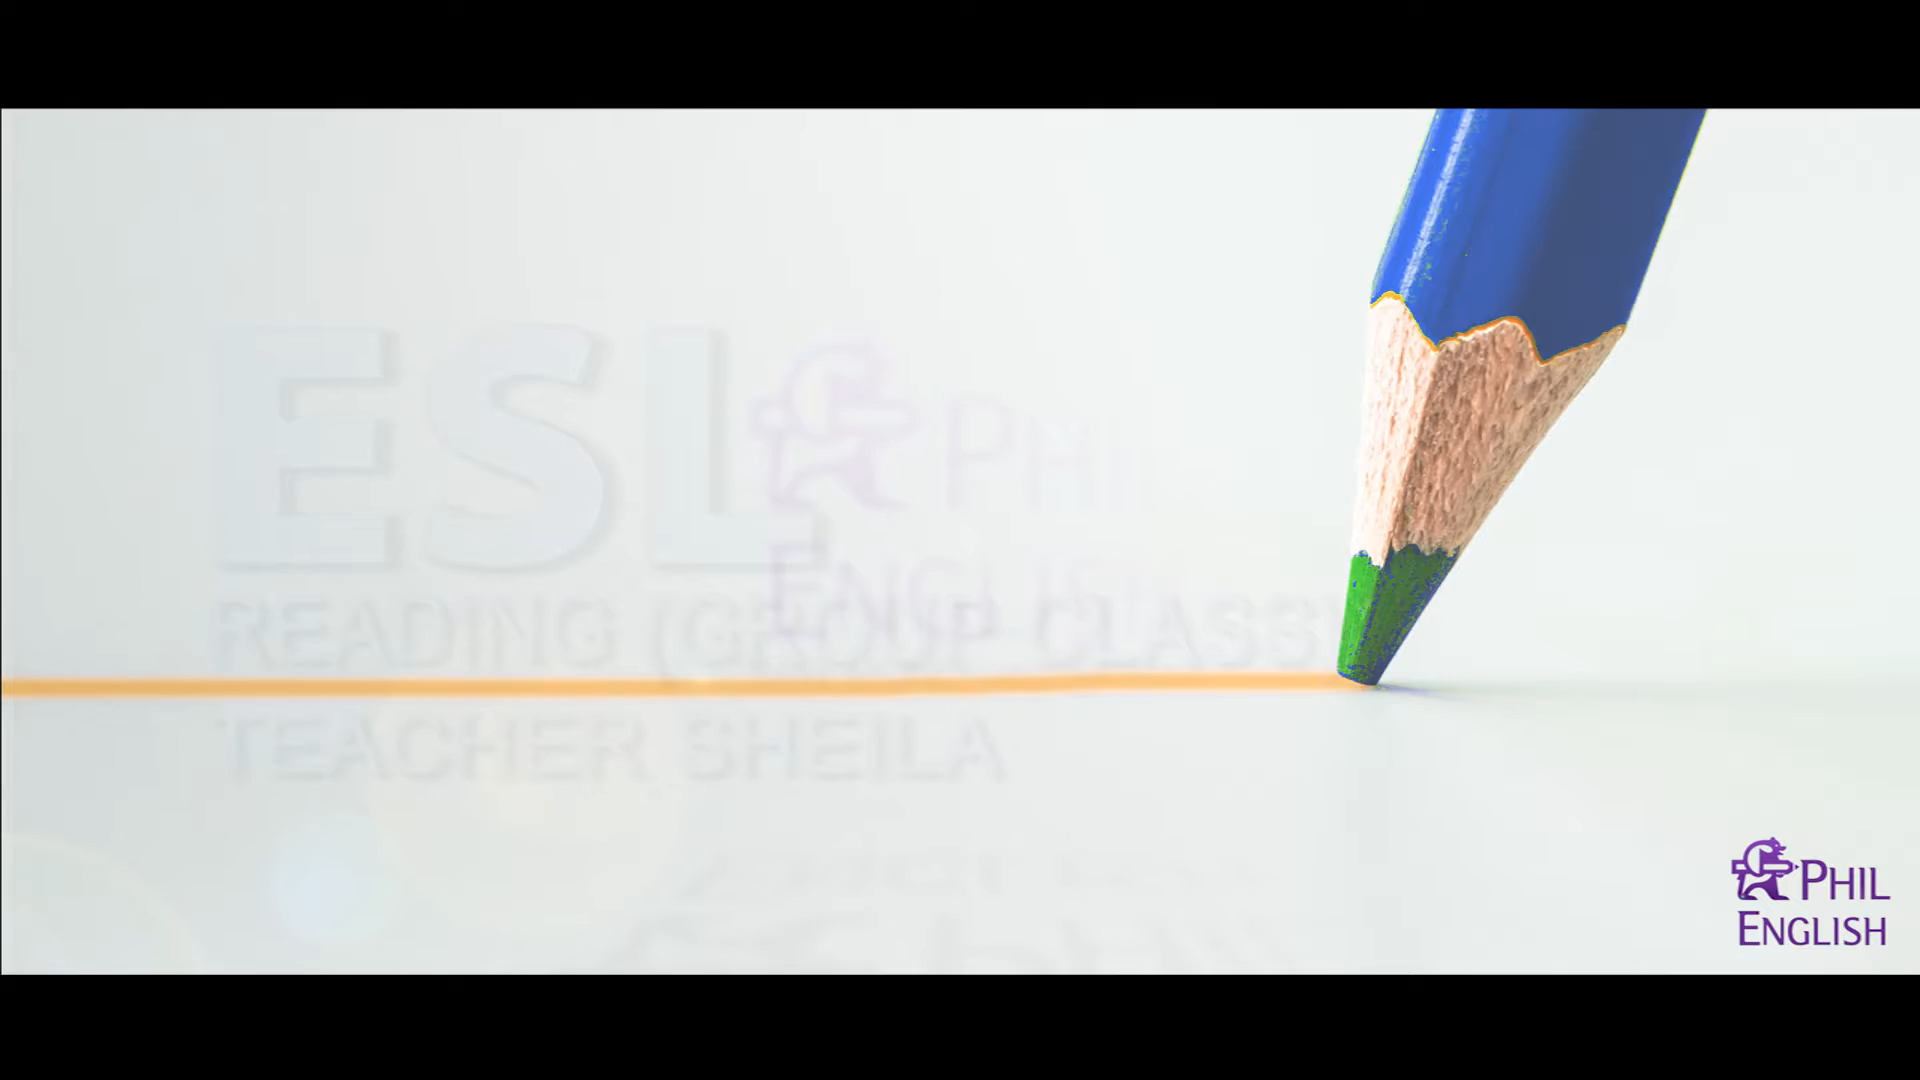 ESL
PHIL
ENGLISH
READING (GROUP CLASS)
TEACHER SHEILA
PHIL
ENGLISH